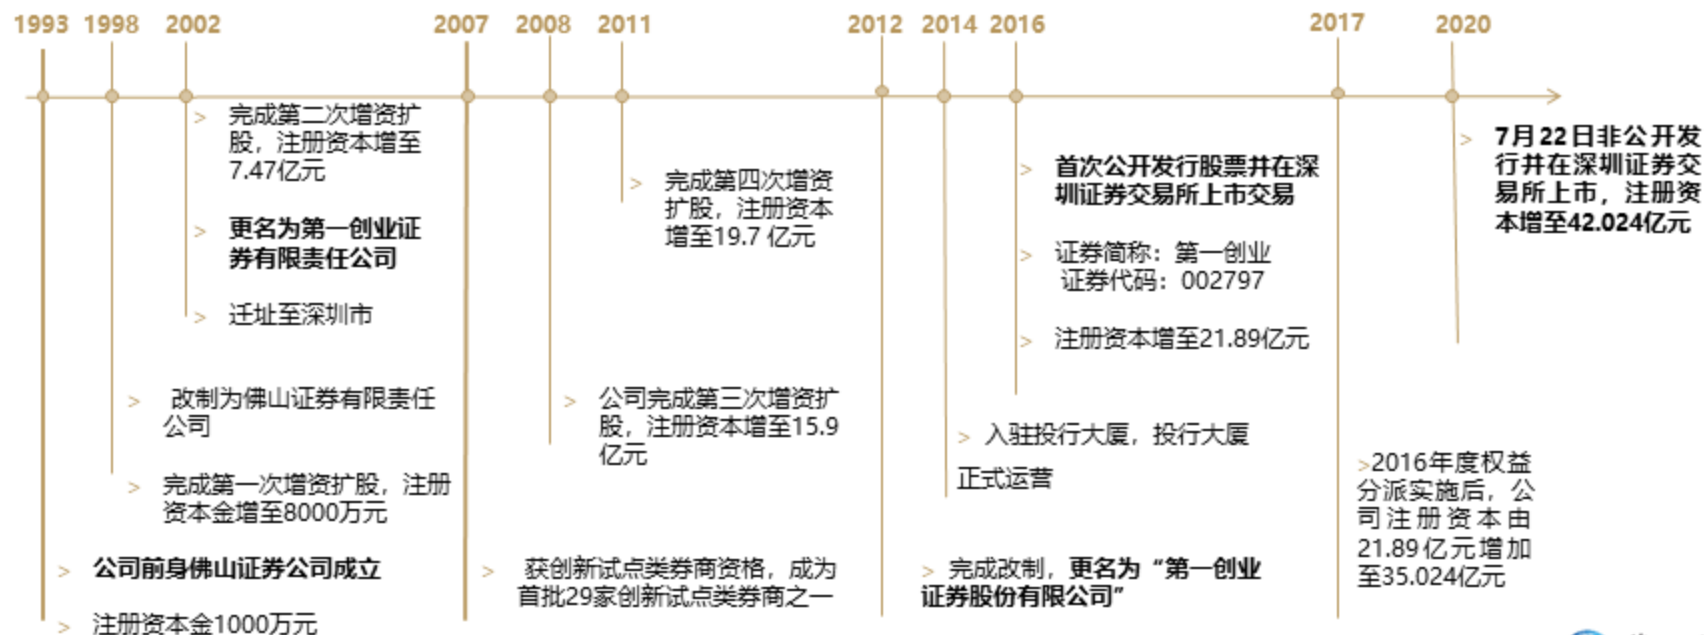 1993 1998 2002 2007 2008 2011 2012 2014 2016 2017 2020
> 完成第二次增资扩
股，注册资本增至
7.47亿元
> 更名为第一创业证
券有限责任公司
> 迁址至深圳市
> 改制为佛山证券有限责任
公司
> 完成第一次增资扩股，注册
资本金增至8000万元
> 公司前身佛山证券公司成立
> 注册资本金1000万元
> 获创新试点类券商资格，成为
首批29家创新试点类券商之一
> 公司完成第三次增资扩
股，注册资本增至15.9
亿元
> 完成第四次增资
扩股，注册资本
增至19.7 亿元
> 完成改制，更名为“第一创业
证券股份有限公司”
> 入驻投行大厦，投行大厦
正式运营
> 首次公开发行股票并在深
圳证券交易所上市交易
> 证券简称：第一创业
证券代码：002797
> 注册资本增至21.89亿元
>2016年度权益
分派实施后，公
司注册资本由
21.89亿元增加
至35.024亿元
> 7月22日非公开发
行并在深圳证券交
易所上市，注册资
本增至42.024亿元